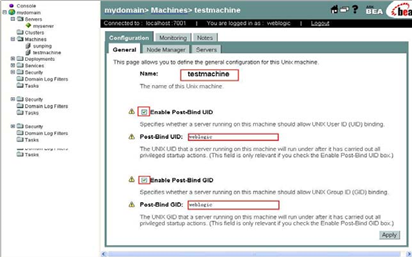 Console
mydomain
Servers
myserver
Clusters
Machines
sunping
testmachine
Deployments
Services
Security
Domain Log Filters
Tasks
Security
Domain Log Filters
Tasks
Security
Domain Log Filters
Tasks
mydomain> Machines> testmachine
BEA
bea
Connected to : localhost :7001 | You are logged in as : weblogic | Logout
Configuration Monitoring Notes
General Node Manager Servers
This page allows you to define the general configuration for this Unix machine.
Name: testmachine
The name of this Unix machine.
Enable Post-Bind UID
Specifies whether a server running on this machine should allow UNIX User ID (UID) binding.
Post-Bind UID: weblogic
The UNIX UID that a server running on this machine will run under after it has carried out all
privileged startup actions. (This field is only relevant if you check the Enable Post-Bind UID box.)
Enable Post-Bind GID
Specifies whether a server running on this machine should allow UNIX Group ID (GID) binding.
Post-Bind GID: weblogic
The UNIX GID that a server running on this machine will run under after it has carried out all
privileged startup actions. (This field is only relevant if you check the Enable Post-Bind GID box.)
Apply